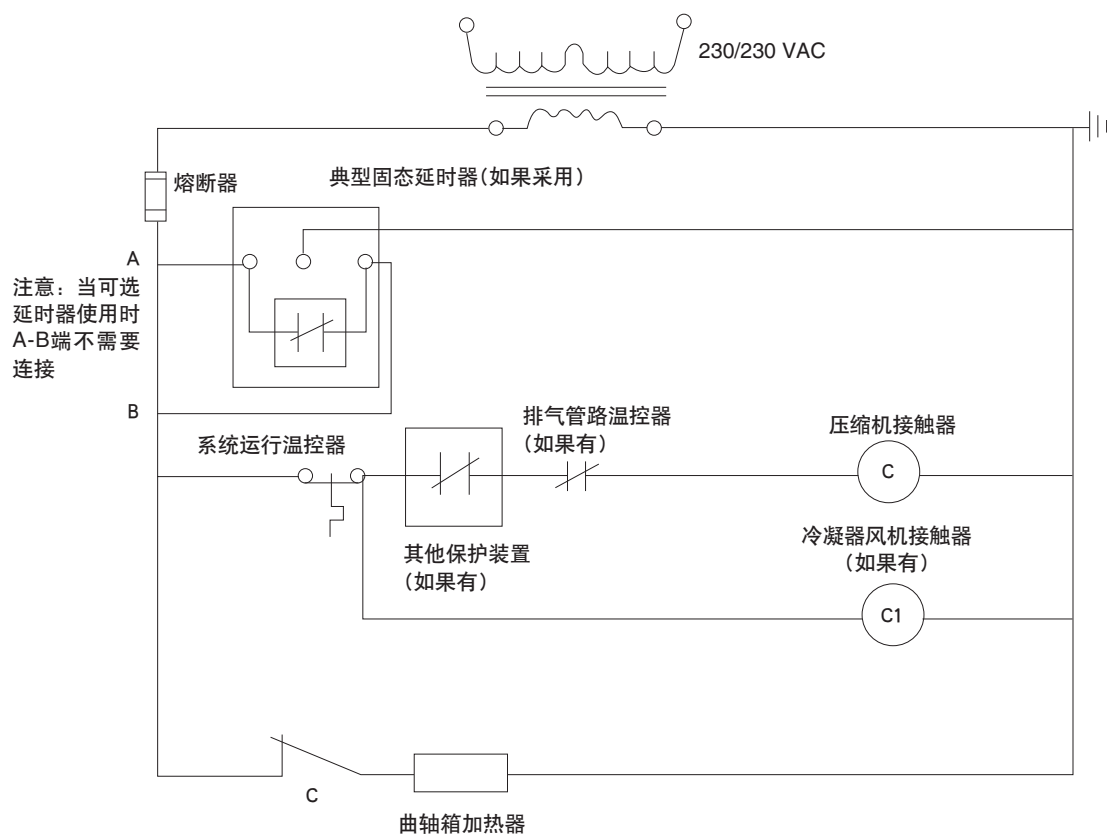 230/230 VAC
熔断器
典型固态延时器(如果采用)
A
注意：当可选
延时器使用时
A-B端不需要
连接
B
系统运行温控器
排气管路温控器
(如果有)
压缩机接触器
C
其他保护装置
(如果有)
冷凝器风机接触器
(如果有)
C1
C
曲轴箱加热器